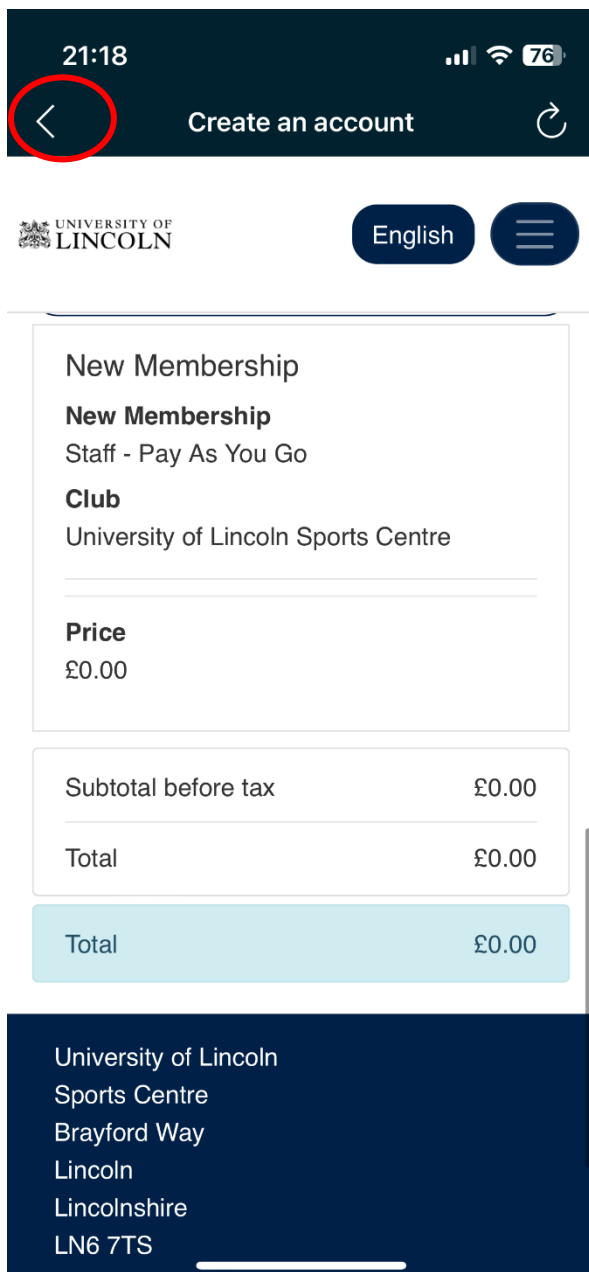 21:18
76
Create an account
UNIVERSITY OF
LINCOLN
English
New Membership
New Membership
Staff - Pay As You Go
Club
University of Lincoln Sports Centre
Price
£0.00
Subtotal before tax £0.00
Total £0.00
Total £0.00
University of Lincoln
Sports Centre
Brayford Way
Lincoln
Lincolnshire
LN6 7TS